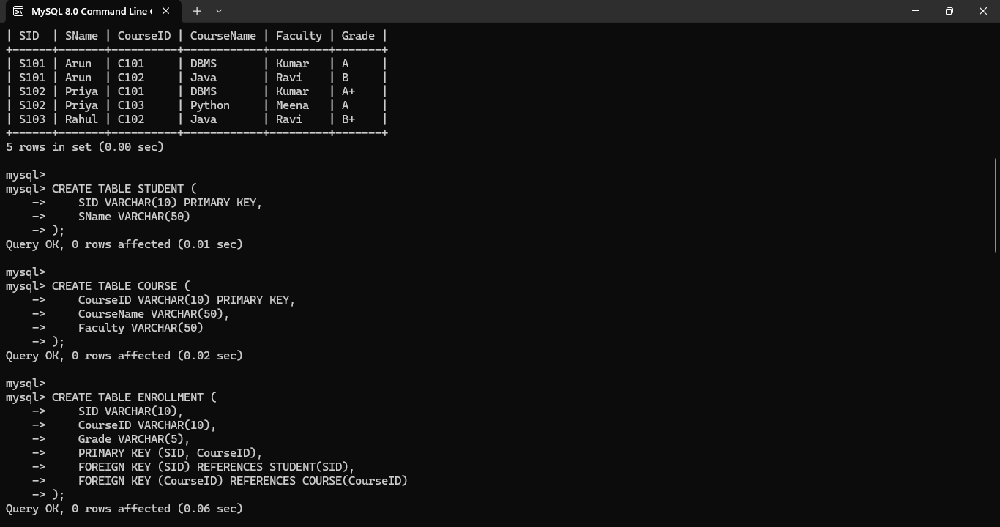 MySQL 8.0 Command Line
| SID  | SName | CourseID | CourseName | Faculty | Grade |
+------+-------+----------+------------+---------+-------+
| S101 | Arun  | C101     | DBMS       | Kumar   | A     |
| S101 | Arun  | C102     | Java       | Ravi    | B     |
| S102 | Priya | C101     | DBMS       | Kumar   | A+    |
| S102 | Priya | C103     | Python     | Meena   | A     |
| S103 | Rahul | C102     | Java       | Ravi    | B+    |
+------+-------+----------+------------+---------+-------+
5 rows in set (0.00 sec)

mysql>
mysql> CREATE TABLE STUDENT (
    ->     SID VARCHAR(10) PRIMARY KEY,
    ->     SName VARCHAR(50)
    -> );
Query OK, 0 rows affected (0.01 sec)

mysql>
mysql> CREATE TABLE COURSE (
    ->     CourseID VARCHAR(10) PRIMARY KEY,
    ->     CourseName VARCHAR(50),
    ->     Faculty VARCHAR(50)
    -> );
Query OK, 0 rows affected (0.02 sec)

mysql>
mysql> CREATE TABLE ENROLLMENT (
    ->     SID VARCHAR(10),
    ->     CourseID VARCHAR(10),
    ->     Grade VARCHAR(5),
    ->     PRIMARY KEY (SID, CourseID),
    ->     FOREIGN KEY (SID) REFERENCES STUDENT(SID),
    ->     FOREIGN KEY (CourseID) REFERENCES COURSE(CourseID)
    -> );
Query OK, 0 rows affected (0.06 sec)